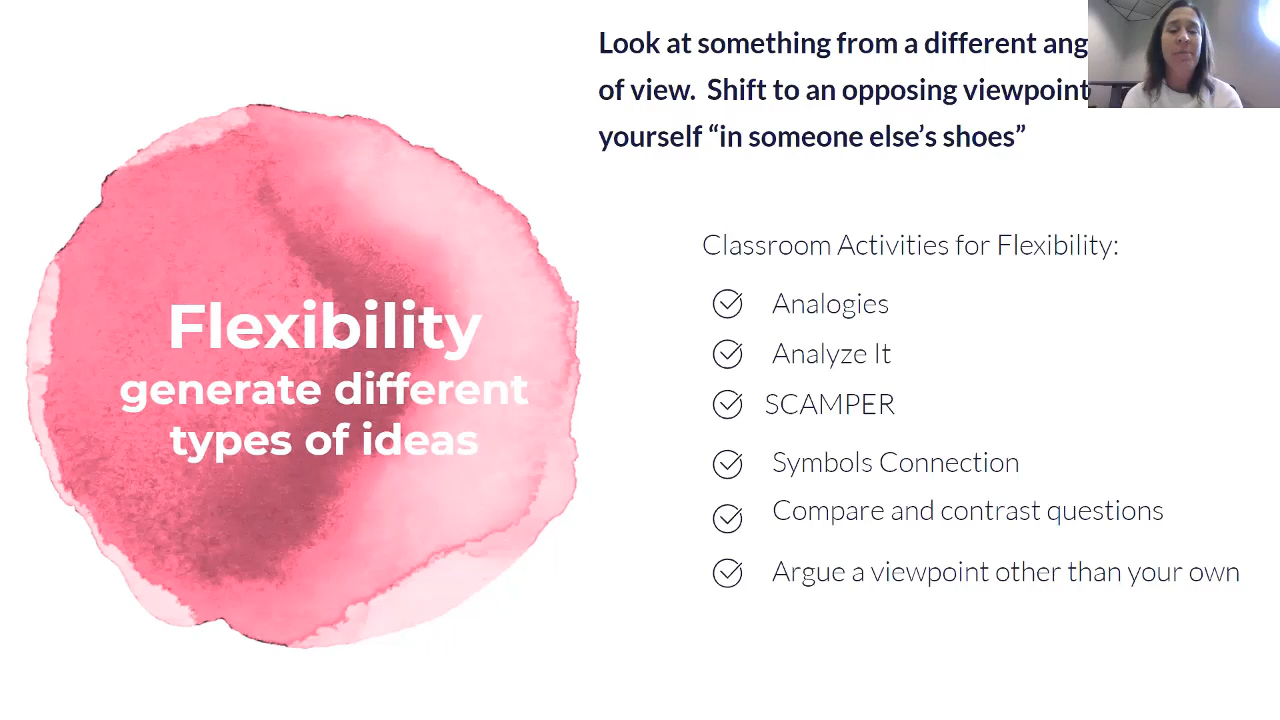 Look at something from a different
of view. Shift to an opposing viewpoint
yourself “in someone else’s shoes”
Flexibility
generate different
types of ideas
Classroom Activities for Flexibility:
Analogies
Analyze It
SCAMPER
Symbols Connection
Compare and contrast questions
Argue a viewpoint other than your own